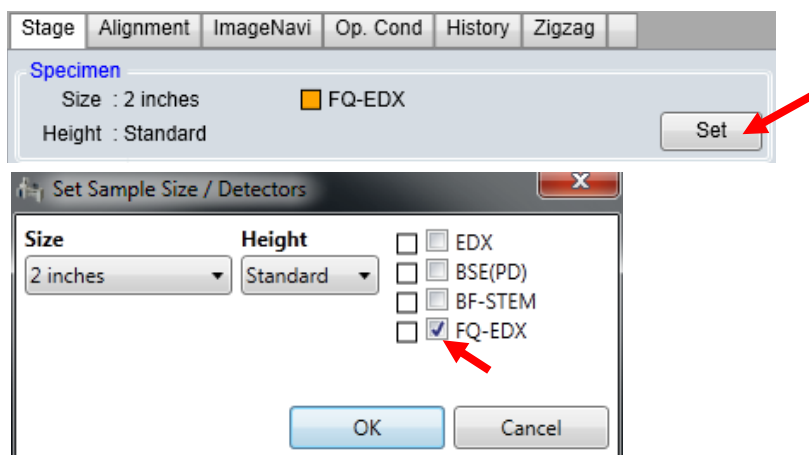 Stage Alignment ImageNavi Op. Cond History Zigzag
Specimen
Size : 2 inches FQ-EDX
Height : Standard Set
Set Sample Size / Detectors x
Size Height EDX
2 inches Standard BSE(PD)
BF-STEM
FQ-EDX
OK Cancel